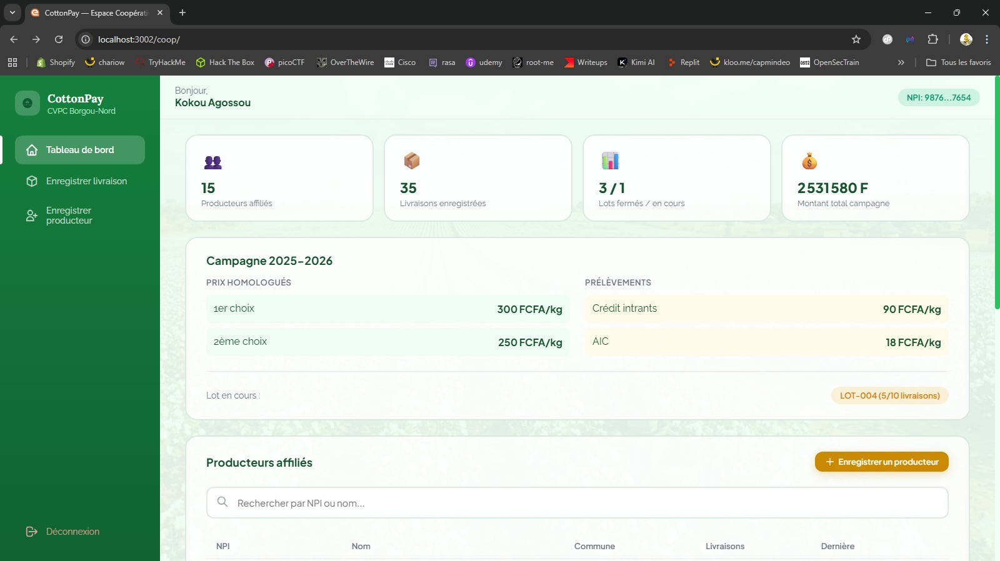 CottonPay — Espace Coopérati
localhost:3002/coop/
Shopify chariow TryHackMe Hack The Box picoCTF OverTheWire Cisco rasa udemy root-me Writeups Kimi AI Replit kloo.me/capmindeo OpenSecTrain » Tous les favoris
CottonPay
CVPC Borgou-Nord
Tableau de bord
Enregistrer livraison
Enregistrer
producteur
Déconnexion
Bonjour,
Kokou Agossou
NPI: 9876...7654
15
Producteurs affiliés
35
Livraisons enregistrées
3 / 1
Lots fermés / en cours
2 531 580 F
Montant total campagne
Campagne 2025-2026
PRIX HOMOLOGUÉS
1er choix 300 FCFA/kg
2ème choix 250 FCFA/kg
PRÉLÈVEMENTS
Crédit intrants 90 FCFA/kg
AIC 18 FCFA/kg
Lot en cours : LOT-004 (5/10 livraisons)
Producteurs affiliés
+ Enregistrer un producteur
Rechercher par NPI ou nom...
NPI Nom Commune Livraisons Dernière